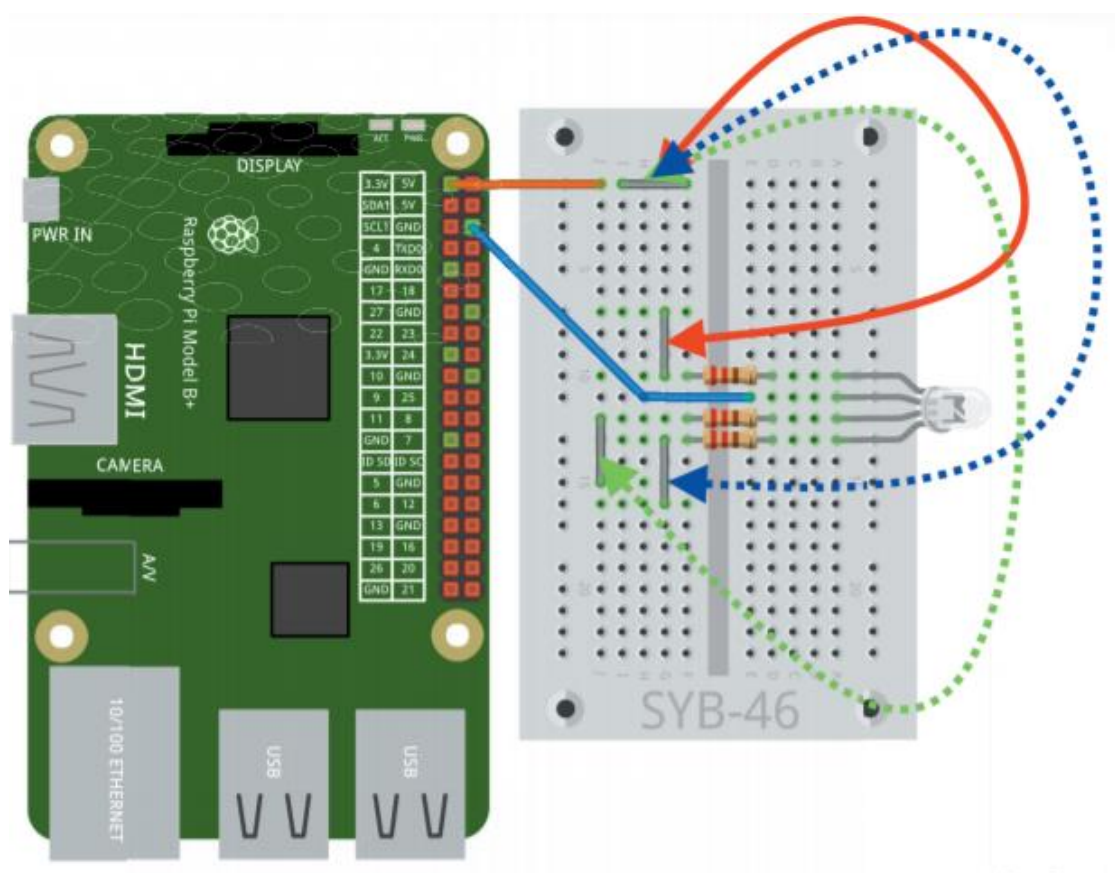 DISPLAY
ACT
PWR IN
Raspberry Pi Model B+
HDMI
CAMERA
A/V
10/100 ETHERNET
USB
USB
3.3V 5V
SDA1 5V
SCL1 GND
4 TXD0
GND RXD0
17 18
27 GND
22 23
3.3V 24
10 GND
9 25
11 8
GND 7
ID SD ID SC
5 GND
6 12
13 GND
19 16
26 20
GND 21
SYB-46